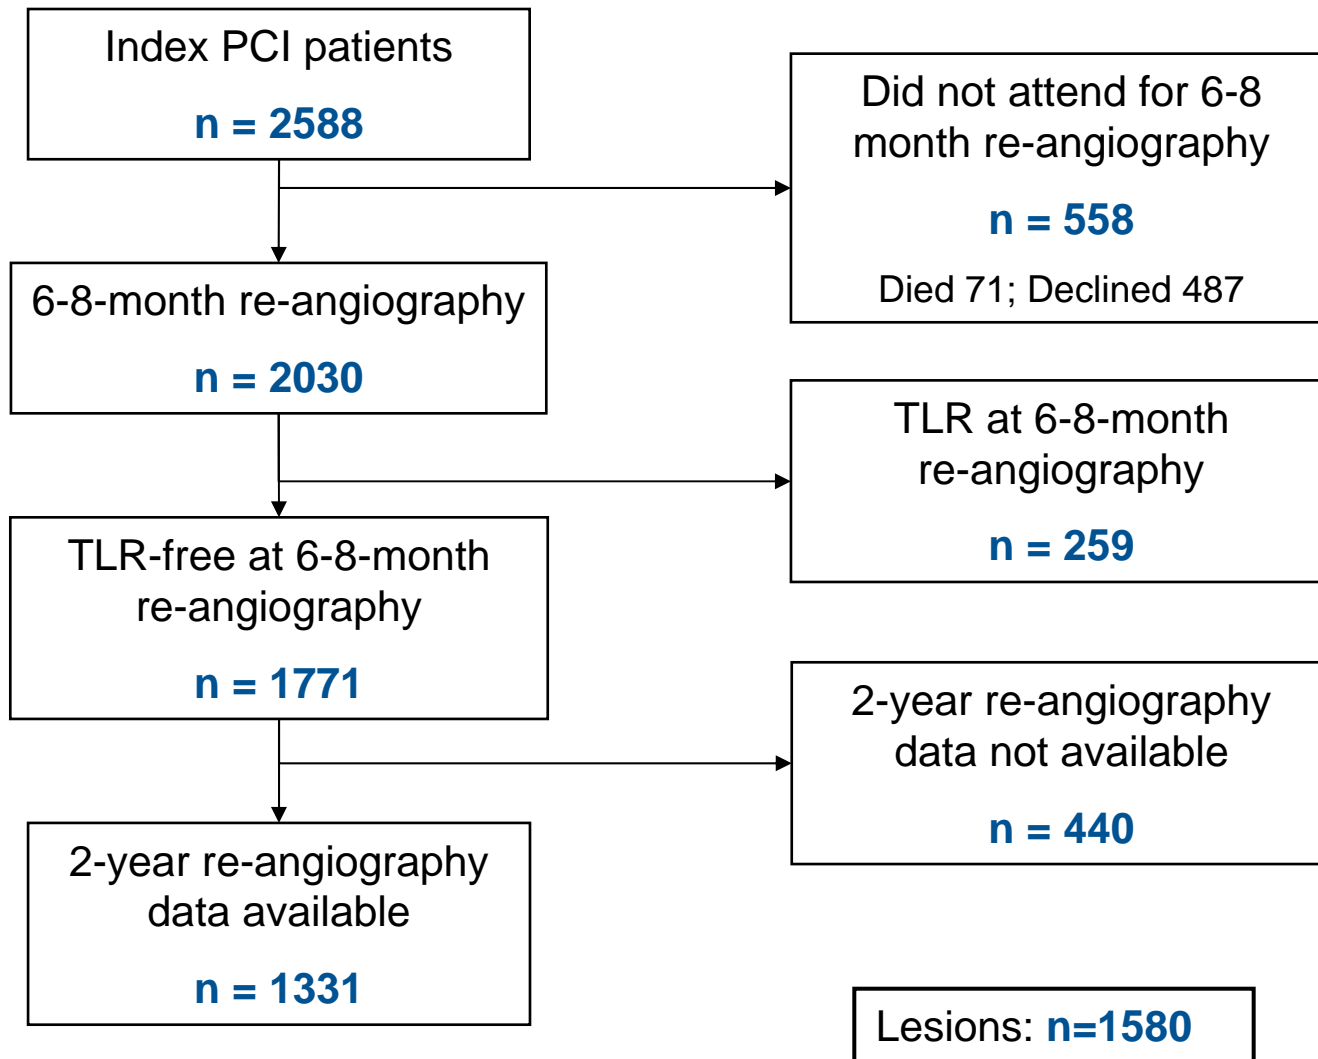 Index PCI patients
n = 2588
Did not attend for 6-8
month re-angiography
n = 558
Died 71; Declined 487
6-8-month re-angiography
n = 2030
TLR at 6-8-month
re-angiography
n = 259
TLR-free at 6-8-month
re-angiography
n = 1771
2-year re-angiography
data not available
n = 440
2-year re-angiography
data available
n = 1331
Lesions: n=1580